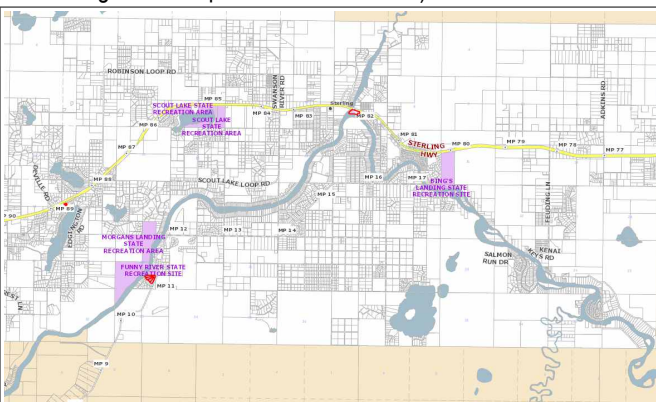 ROBINSON LOOP RD
MP 85
SWANSON
RIVER RD
ADKINS RD
SCOUT LAKE STATE
RECREATION AREA
SCOUT LAKE
STATE
RECREATION AREA
MP 84
MP 83
Sterling
MP 82
MP 86
MP 81
STERLING
HWY
MP 80
MP 79
MP 78
MP 77
MP 87
MP 88
MP 89
MP 90
SCOUT LAKE LOOP RD
MP 16
MP 17
BING'S
LANDING STATE
RECREATION SITE
MP 15
MP 14
MP 13
MP 12
MORGANS LANDING
STATE
RECREATION AREA
FUNNY RIVER STATE
RECREATION SITE
MP 11
MP 10
MP 9
SALMON
RUN DR
KENAI
KEYS RD